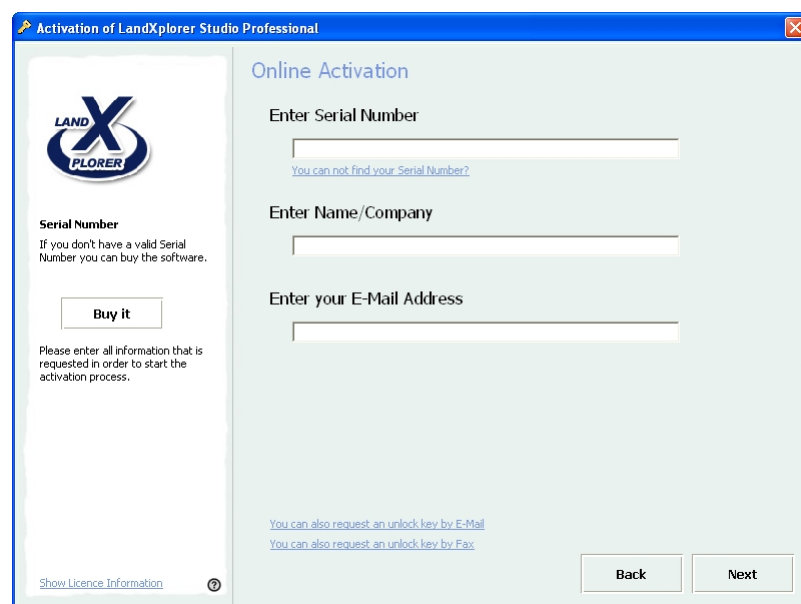 Activation of LandXplorer Studio Professional
LAND
X
PLORER
Serial Number
If you don't have a valid Serial
Number you can buy the software.
Buy it
Please enter all information that is
requested in order to start the
activation process.
Show Licence Information
?
Online Activation
Enter Serial Number
You can not find your Serial Number?
Enter Name/Company
Enter your E-Mail Address
You can also request an unlock key by E-Mail
You can also request an unlock key by Fax
Back
Next